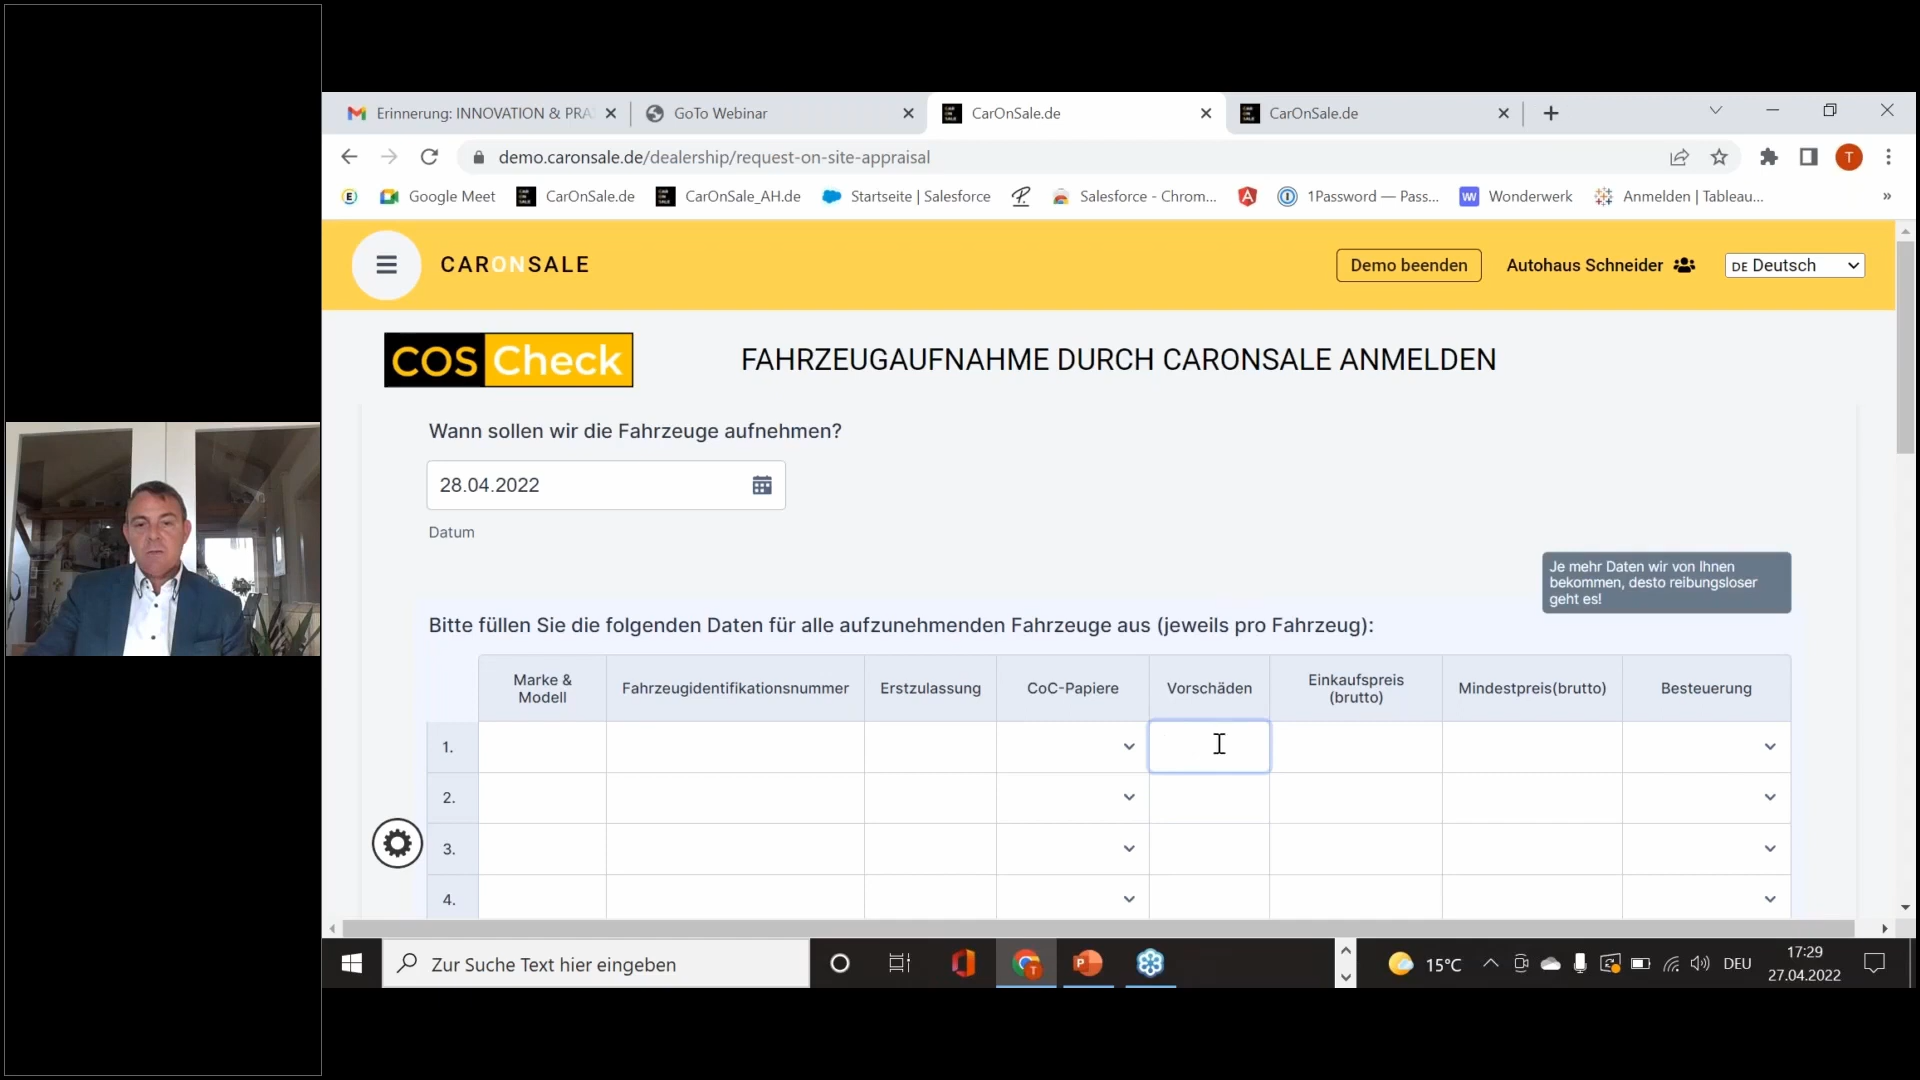 Erinnerung: INNOVATION & PRA
GoTo Webinar
CarOnSale.de
CarOnSale.de
demo.caronsale.de/dealership/request-on-site-appraisal
T
E
Google Meet
CarOnSale.de
CarOnSale_AH.de
Startseite | Salesforce
Salesforce - Chrom...
1Password — Pass...
Wonderwerk
Anmelden | Tableau...
»
CARONSALE
Demo beenden
Autohaus Schneider
DE Deutsch
COS Check
FAHRZEUGAUFNAHME DURCH CARONSALE ANMELDEN
Wann sollen wir die Fahrzeuge aufnehmen?
28.04.2022
Datum
Je mehr Daten wir von Ihnen
bekommen, desto reibungsloser
geht es!
Bitte füllen Sie die folgenden Daten für alle aufzunehmenden Fahrzeuge aus (jeweils pro Fahrzeug):
Marke &
Modell
Fahrzeugidentifikationsnummer
Erstzulassung
CoC-Papiere
Vorschäden
Einkaufspreis
(brutto)
Mindestpreis(brutto)
Besteuerung
1.
2.
3.
4.
Zur Suche Text hier eingeben
15°C
DEU
17:29
27.04.2022